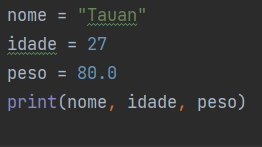 nome = "Tauan"
idade = 27
peso = 80.0
print(nome, idade, peso)